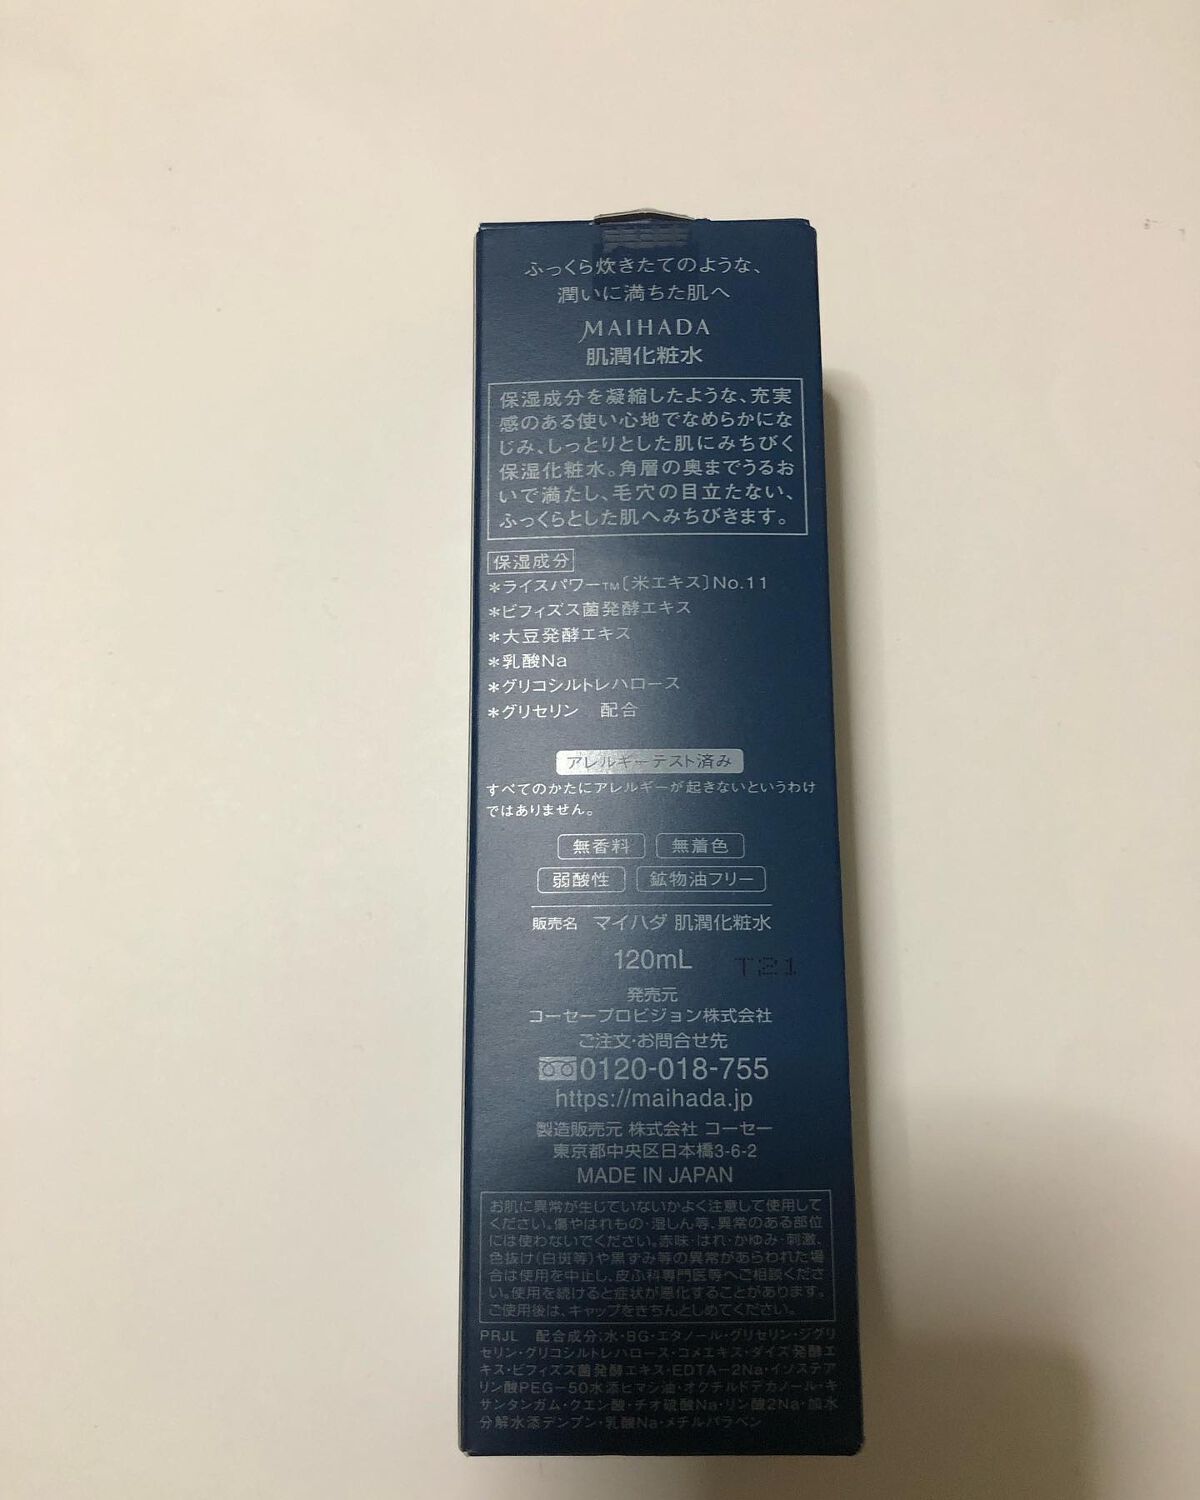 ふっくら炊きたてのような、
潤いに満ちた肌へ
MAIHADA
肌潤化粧水
保湿成分を凝縮したような、充実
感のある使い心地でなめらかにな
じみ、しっとりとした肌にみちびく
保湿化粧水。角層の奥までうるお
いで満たし、毛穴の目立たない、
ふっくらとした肌へみちびきます。
保湿成分
*ライスパワー™〔米エキス〕No.11
*ビフィズス菌発酵エキス
*大豆発酵エキス
*乳酸Na
*グリコシルトレハロース
*グリセリン 配合
アレルギーテスト済み
すべてのかたにアレルギーが起きないというわけ
ではありません。
無香料 無着色
弱酸性 鉱物油フリー
販売名 マイハダ 肌潤化粧水
120mL T21
発売元
コーセープロビジョン株式会社
ご注文・お問合せ先
0120-018-755
https://maihada.jp
製造販売元 株式会社 コーセー
東京都中央区日本橋3-6-2
MADE IN JAPAN
お肌に異常が生じていないかよく注意して使用して
ください。傷やはれもの・湿しん等、異常のある部位
には使わないでください。赤味・はれ・かゆみ・刺激、
色抜け(白斑等)や黒ずみ等の異常があらわれた場
合は使用を中止し、皮ふ科専門医等へご相談くださ
い。使用を続けると症状が悪化することがあります。
ご使用後は、キャップをきちんとしめてください。
PRJL 配合成分:水・BG・エタノール・グリセリン・ジグリ
セリン・グリコシルトレハロース・コメエキス・ダイズ発酵エ
キス・ビフィズス菌発酵エキス・EDTA-2Na・イソステア
リン酸PEG-50水添ヒマシ油・オクチルドデカノール・キ
サンタンガム・クエン酸・チオ硫酸Na・リン酸2Na・加水
分解水添デンプン・乳酸Na・メチルパラベン